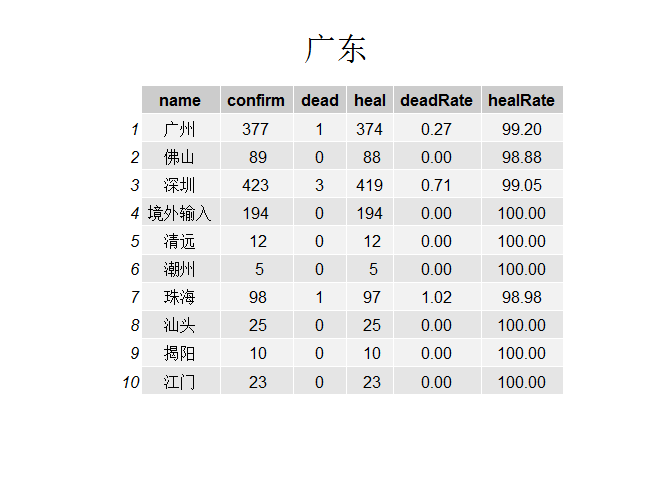 广东
name confirm dead heal deadRate healRate
1 广州 377 1 374 0.27 99.20
2 佛山 89 0 88 0.00 98.88
3 深圳 423 3 419 0.71 99.05
4 境外输入 194 0 194 0.00 100.00
5 清远 12 0 12 0.00 100.00
6 潮州 5 0 5 0.00 100.00
7 珠海 98 1 97 1.02 98.98
8 汕头 25 0 25 0.00 100.00
9 揭阳 10 0 10 0.00 100.00
10 江门 23 0 23 0.00 100.00